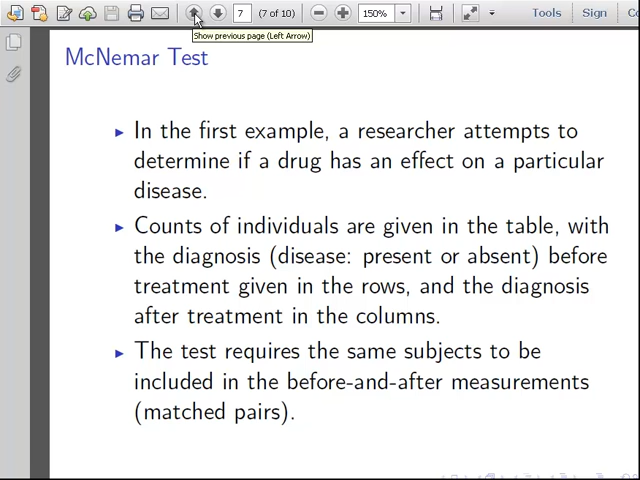 7 (7 of 10) 150% Tools Sign Comment
Show previous page (Left Arrow)
McNemar Test
▶ In the first example, a researcher attempts to
determine if a drug has an effect on a particular
disease.
▶ Counts of individuals are given in the table, with
the diagnosis (disease: present or absent) before
treatment given in the rows, and the diagnosis
after treatment in the columns.
▶ The test requires the same subjects to be
included in the before-and-after measurements
(matched pairs).